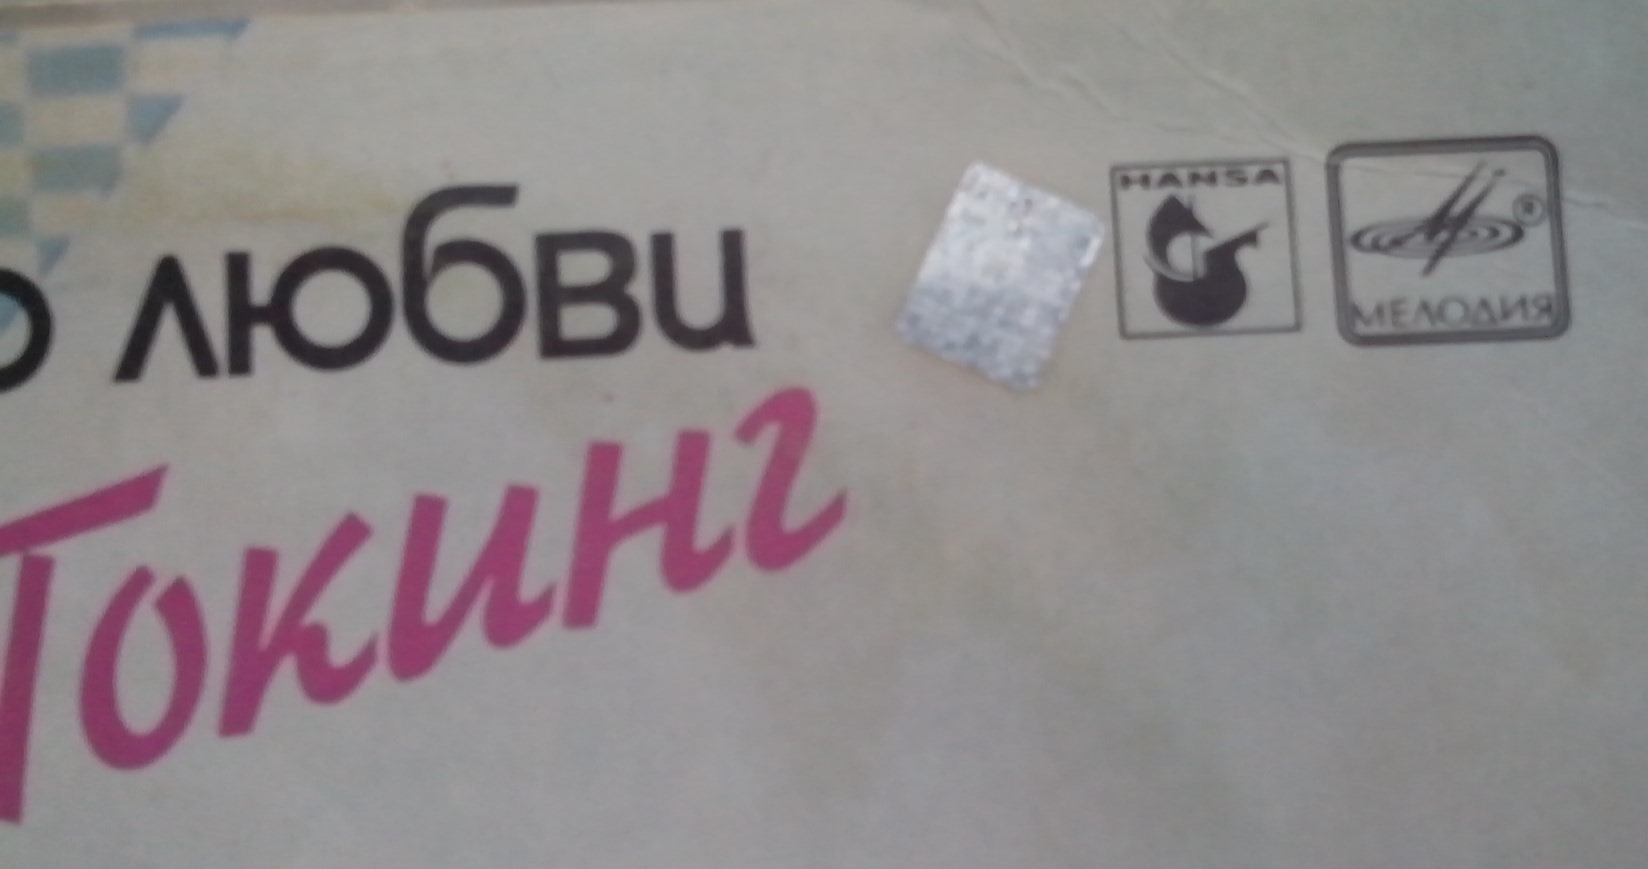 о любви
Токинг
HANSA
МЕЛОДИЯ
®